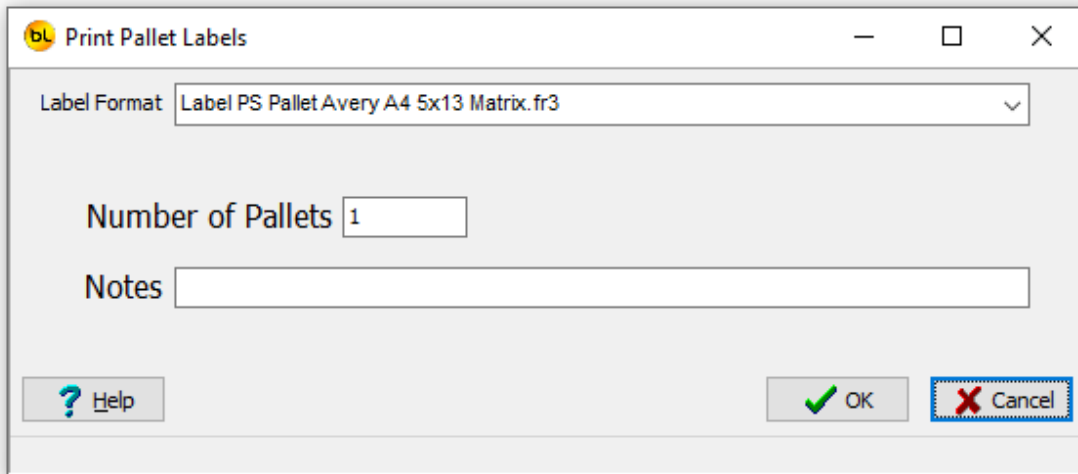 bL Print Pallet Labels
Label Format Label PS Pallet Avery A4 5x13 Matrix.fr3
Number of Pallets 1
Notes
Help OK Cancel